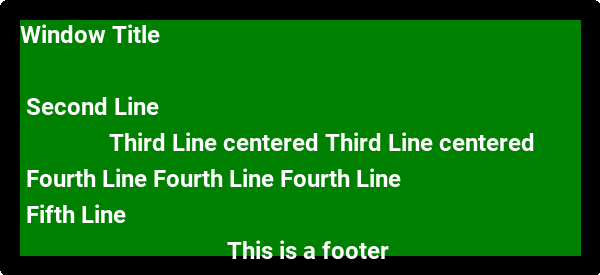 Window Title
Second Line
Third Line centered Third Line centered
Fourth Line Fourth Line Fourth Line
Fifth Line
This is a footer